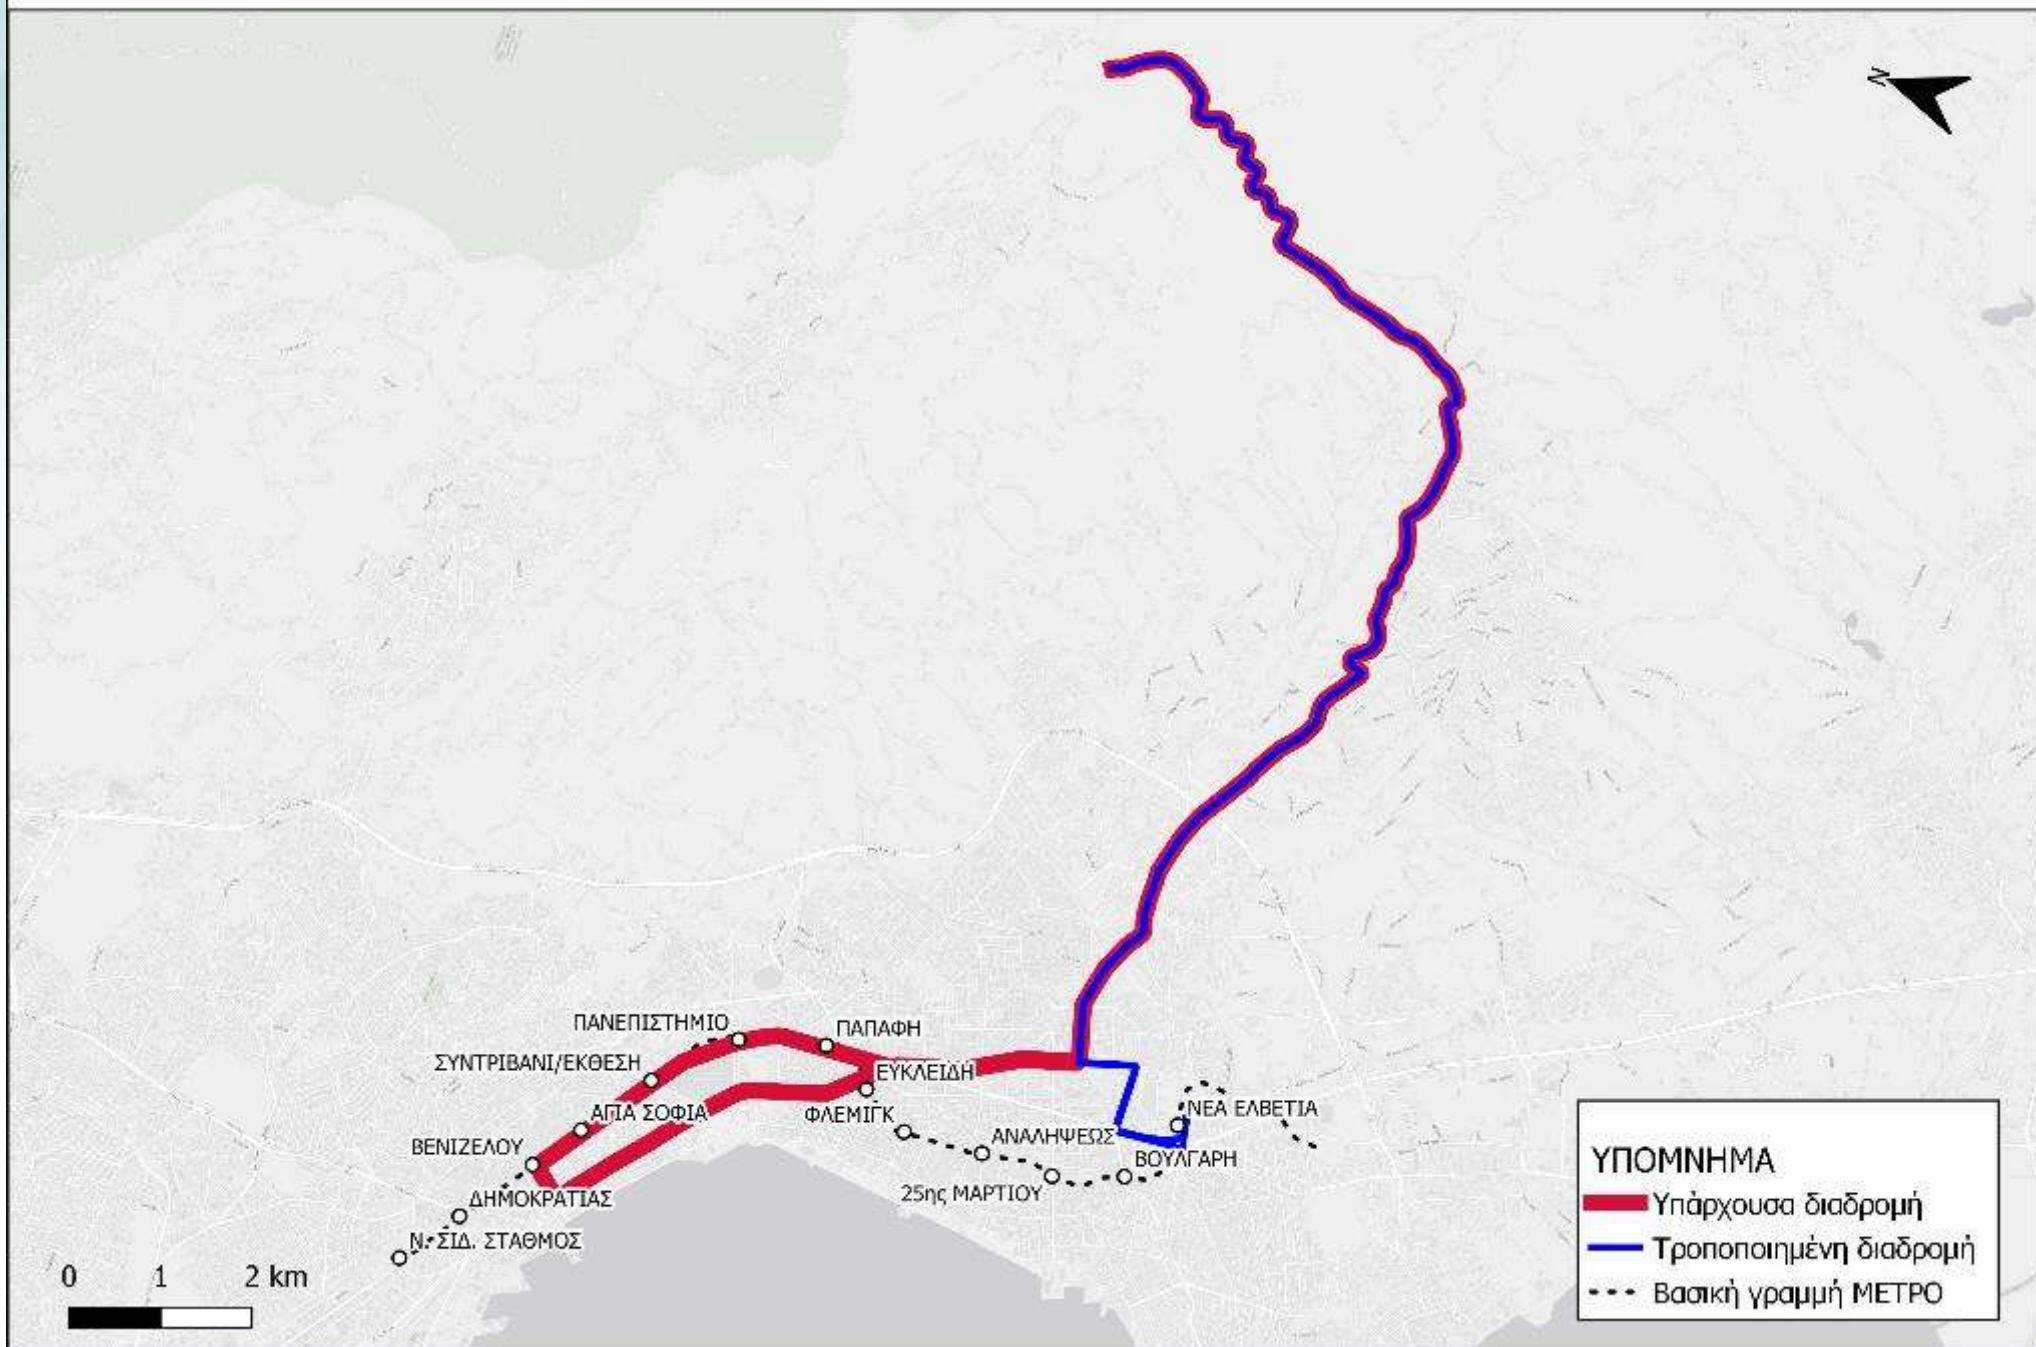 N
ΠΑΝΕΠΙΣΤΗΜΙΟ
ΠΑΠΑΦΗ
ΣΥΝΤΡΙΒΑΝΙ/ΕΚΘΕΣΗ
ΕΥΚΛΕΙΔΗ
ΑΓΙΑ ΣΟΦΙΑ
ΦΛΕΜΙΓΚ
ΝΕΑ ΕΛΒΕΤΙΑ
ΒΕΝΙΖΕΛΟΥ
ΑΝΑΛΗΨΕΩΣ
ΒΟΥΛΓΑΡΗ
ΔΗΜΟΚΡΑΤΙΑΣ
25ης ΜΑΡΤΙΟΥ
Ν. ΣΙΔ. ΣΤΑΘΜΟΣ
0 1 2 km
ΥΠΟΜΝΗΜΑ
Υπάρχουσα διαδρομή
Τροποποιημένη διαδρομή
Βασική γραμμή ΜΕΤΡΟ